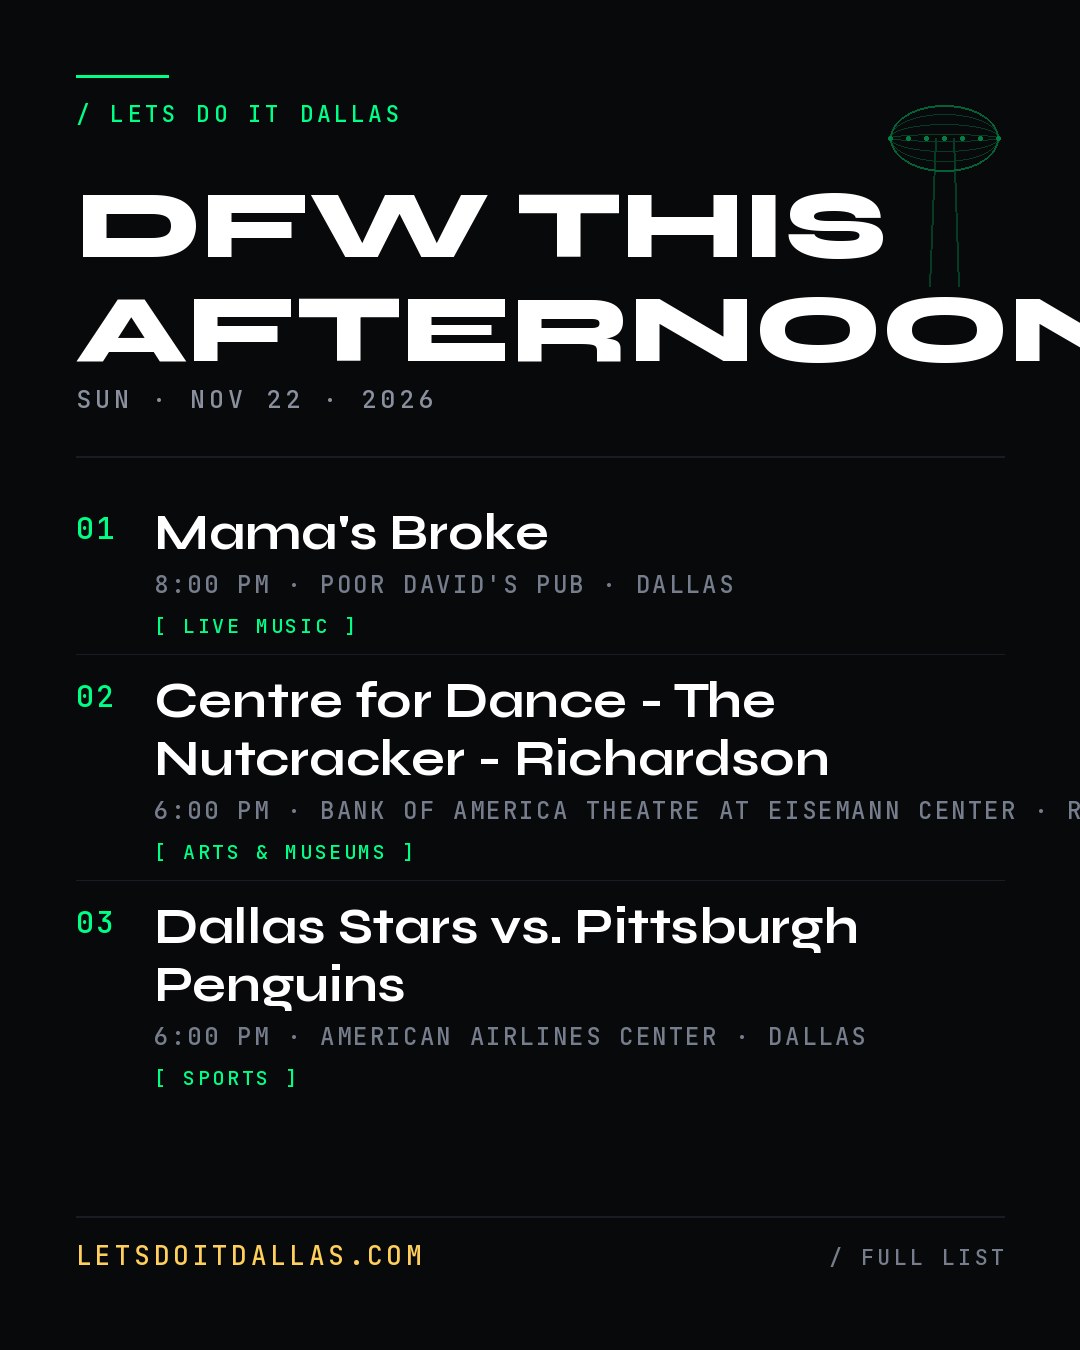 / LETS DO IT DALLAS
DFW THIS
AFTERNOON
SUN · NOV 22 · 2026
01 Mama's Broke
8:00 PM · POOR DAVID'S PUB · DALLAS
[ LIVE MUSIC ]
02 Centre for Dance - The
Nutcracker - Richardson
6:00 PM · BANK OF AMERICA THEATRE AT EISEMANN CENTER ·
[ ARTS & MUSEUMS ]
03 Dallas Stars vs. Pittsburgh
Penguins
6:00 PM · AMERICAN AIRLINES CENTER · DALLAS
[ SPORTS ]
LETSDOITDALLAS.COM
/ FULL LIST